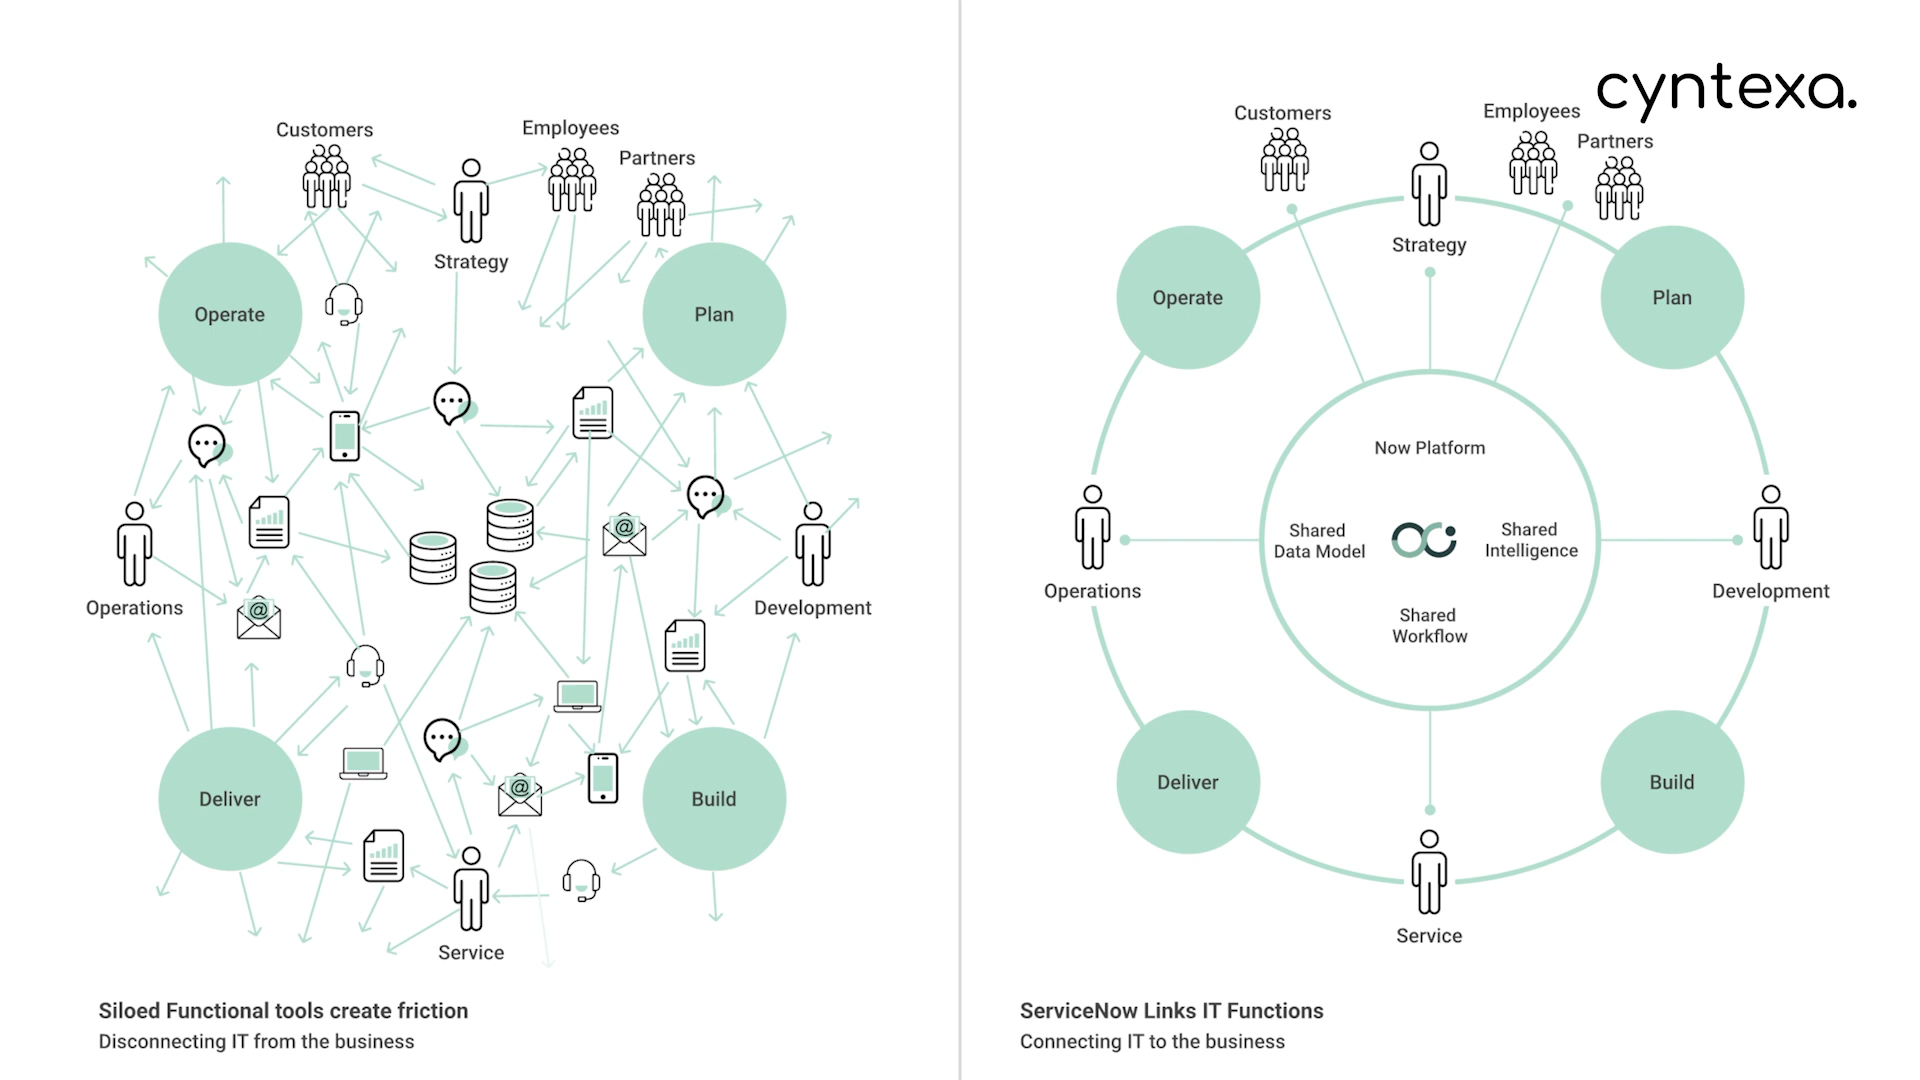 Customers
Employees
Partners
Strategy
Operate
Plan
@
Operations
@
Development
Deliver
@
Build
Service
Siloed Functional tools create friction
Disconnecting IT from the business
cyntexa.
Customers
Employees
Partners
Strategy
Operate
Plan
Now Platform
Shared
Data Model
Shared
Intelligence
Shared
Workflow
Operations
Development
Deliver
Build
Service
ServiceNow Links IT Functions
Connecting IT to the business